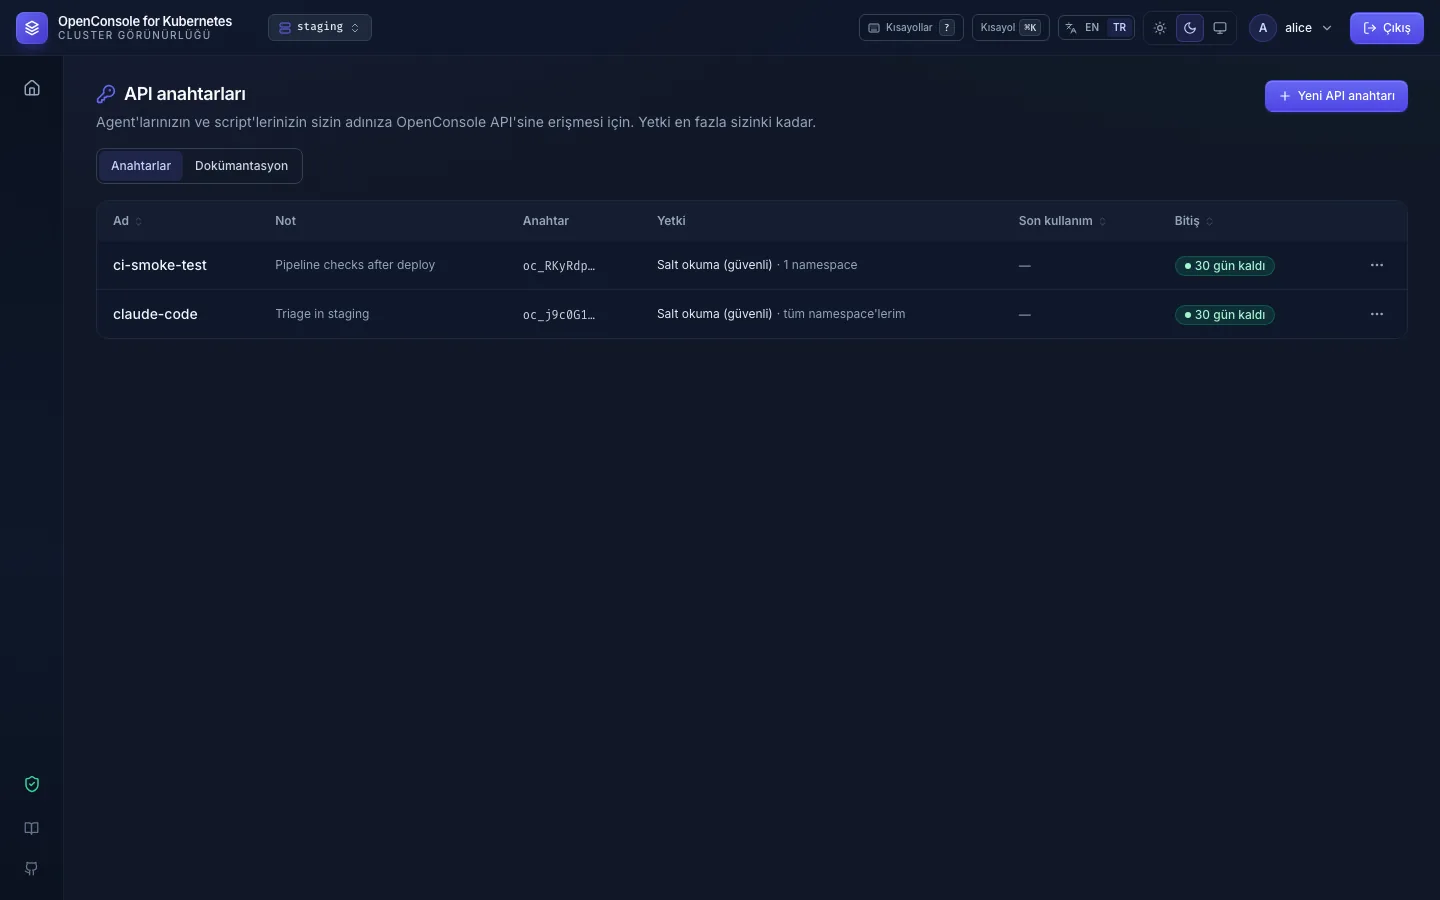 OpenConsole for Kubernetes
CLUSTER GÖRÜNÜRLÜĞÜ
staging
Kısayollar ?
Kısayol ⌘K
EN TR
A alice
Çıkış
API anahtarları
Agent'larınızın ve script'lerinizin sizin adınıza OpenConsole API'sine erişmesi için. Yetki en fazla sizinki kadar.
Yeni API anahtarı
Anahtarlar Dokümantasyon
Ad Not Anahtar Yetki Son kullanım Bitiş
ci-smoke-test Pipeline checks after deploy oc_RKyRdp… Salt okuma (güvenli) · 1 namespace — 30 gün kaldı
claude-code Triage in staging oc_j9c0G1… Salt okuma (güvenli) · tüm namespace'lerim — 30 gün kaldı